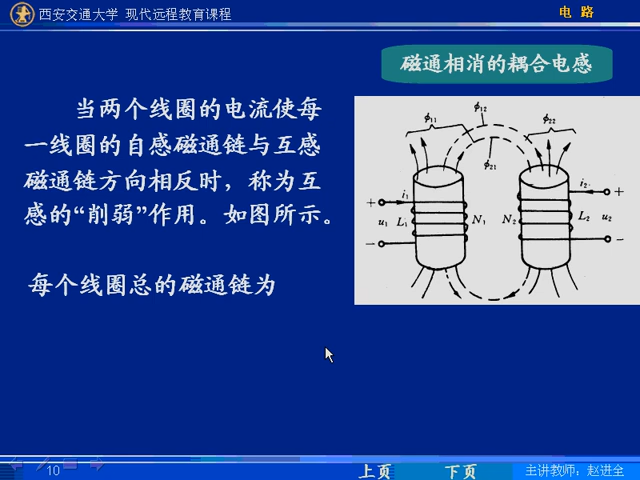 西安交通大学 现代远程教育课程
电 路
磁通相消的耦合电感
当两个线圈的电流使每
一线圈的自感磁通链与互感
磁通链方向相反时，称为互
感的“削弱”作用。如图所示。
每个线圈总的磁通链为
ϕ11 ϕ12 ϕ22
ϕ21
+ i1 i2 +
u1 L1 N1 N2 L2 u2
− −
10
上页 下页
主讲教师：赵进全